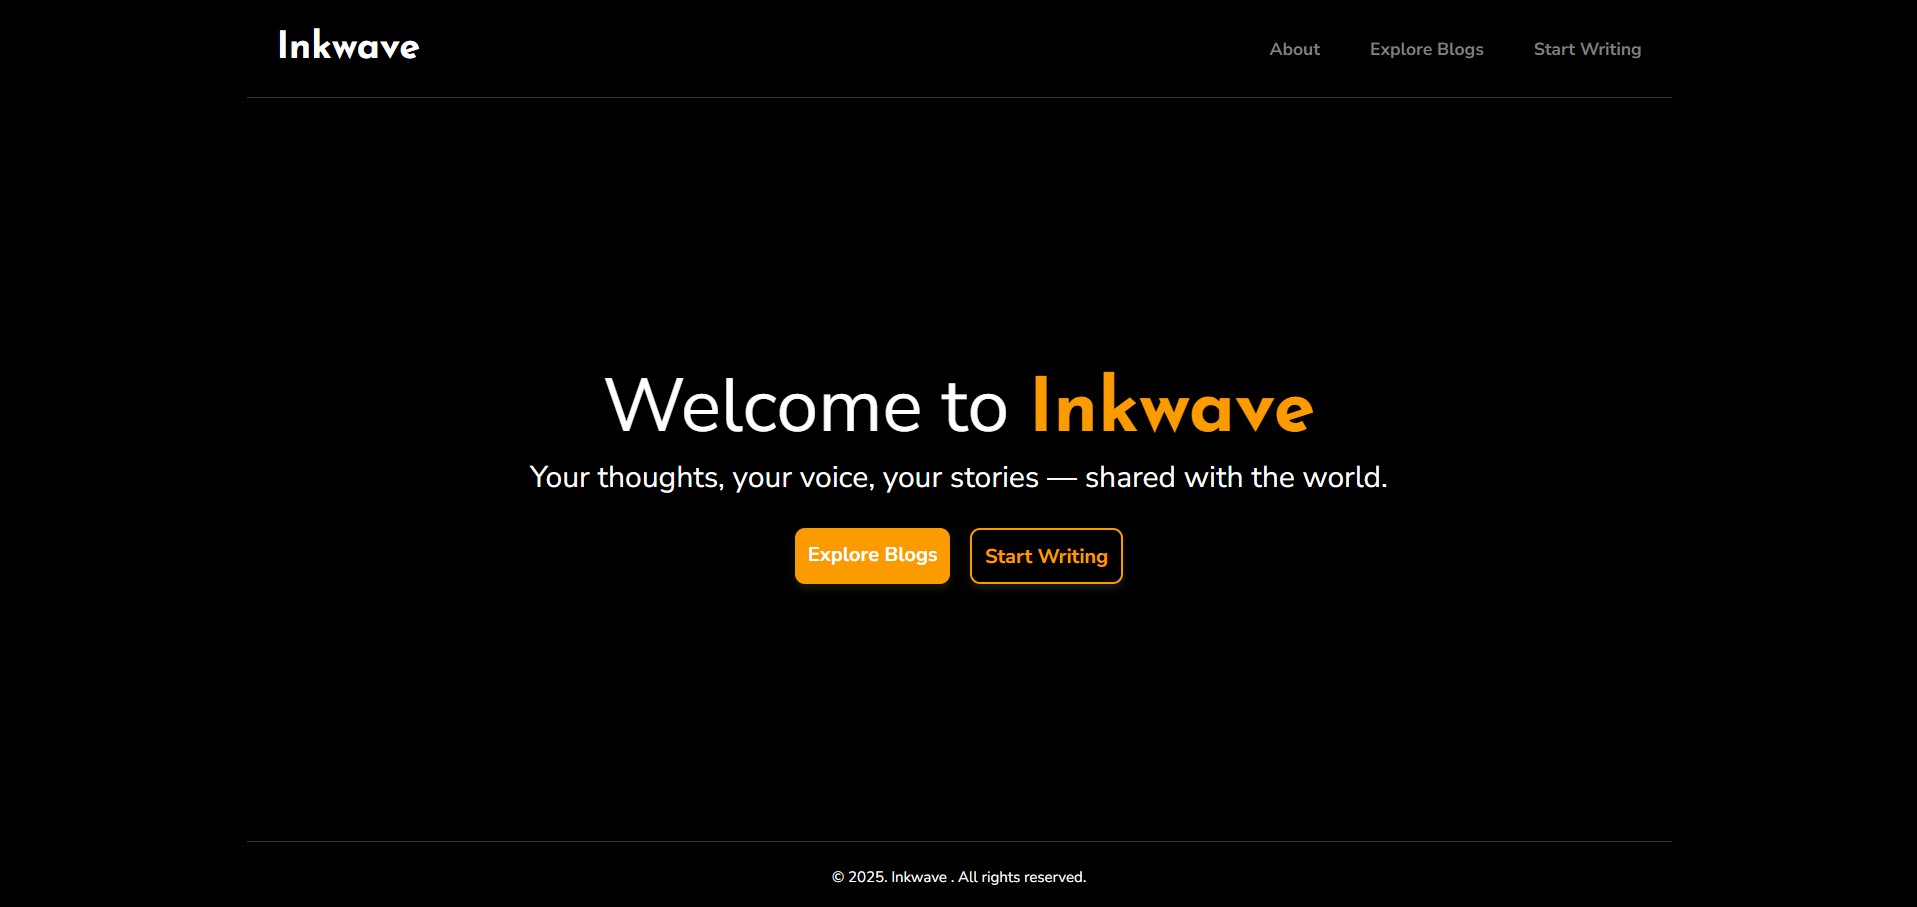 Inkwave
About Explore Blogs Start Writing
Welcome to Inkwave
Your thoughts, your voice, your stories — shared with the world.
Explore Blogs Start Writing
© 2025. Inkwave . All rights reserved.